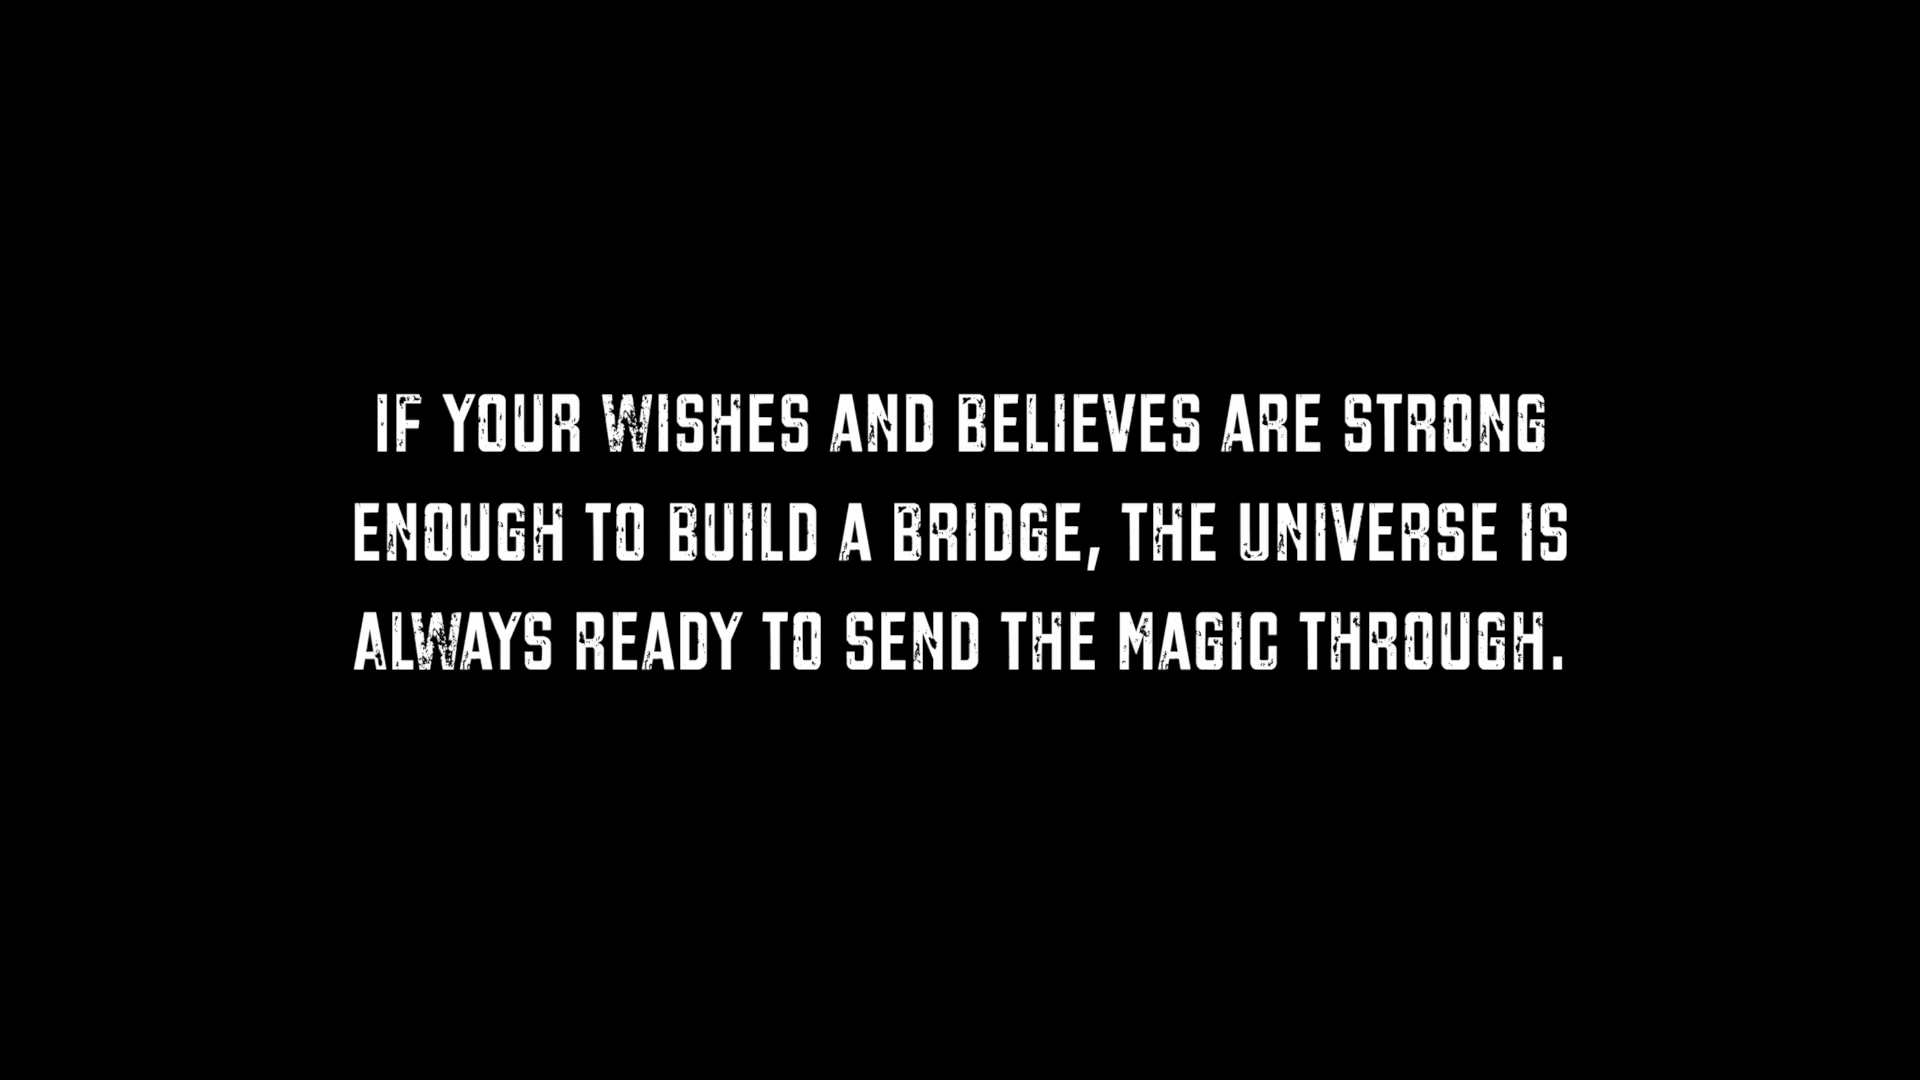 IF YOUR WISHES AND BELIEVES ARE STRONG
ENOUGH TO BUILD A BRIDGE, THE UNIVERSE IS
ALWAYS READY TO SEND THE MAGIC THROUGH.